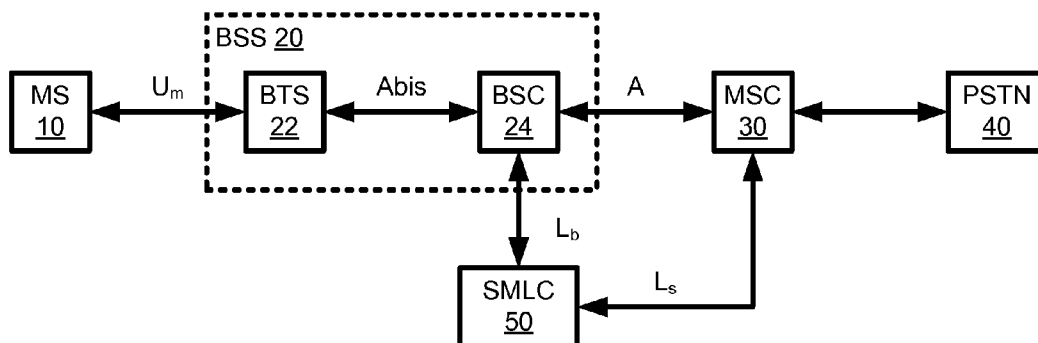 BSS 20
MS
10
Um
BTS
22
Abis
BSC
24
A
MSC
30
PSTN
40
Lb
SMLC
50
Ls